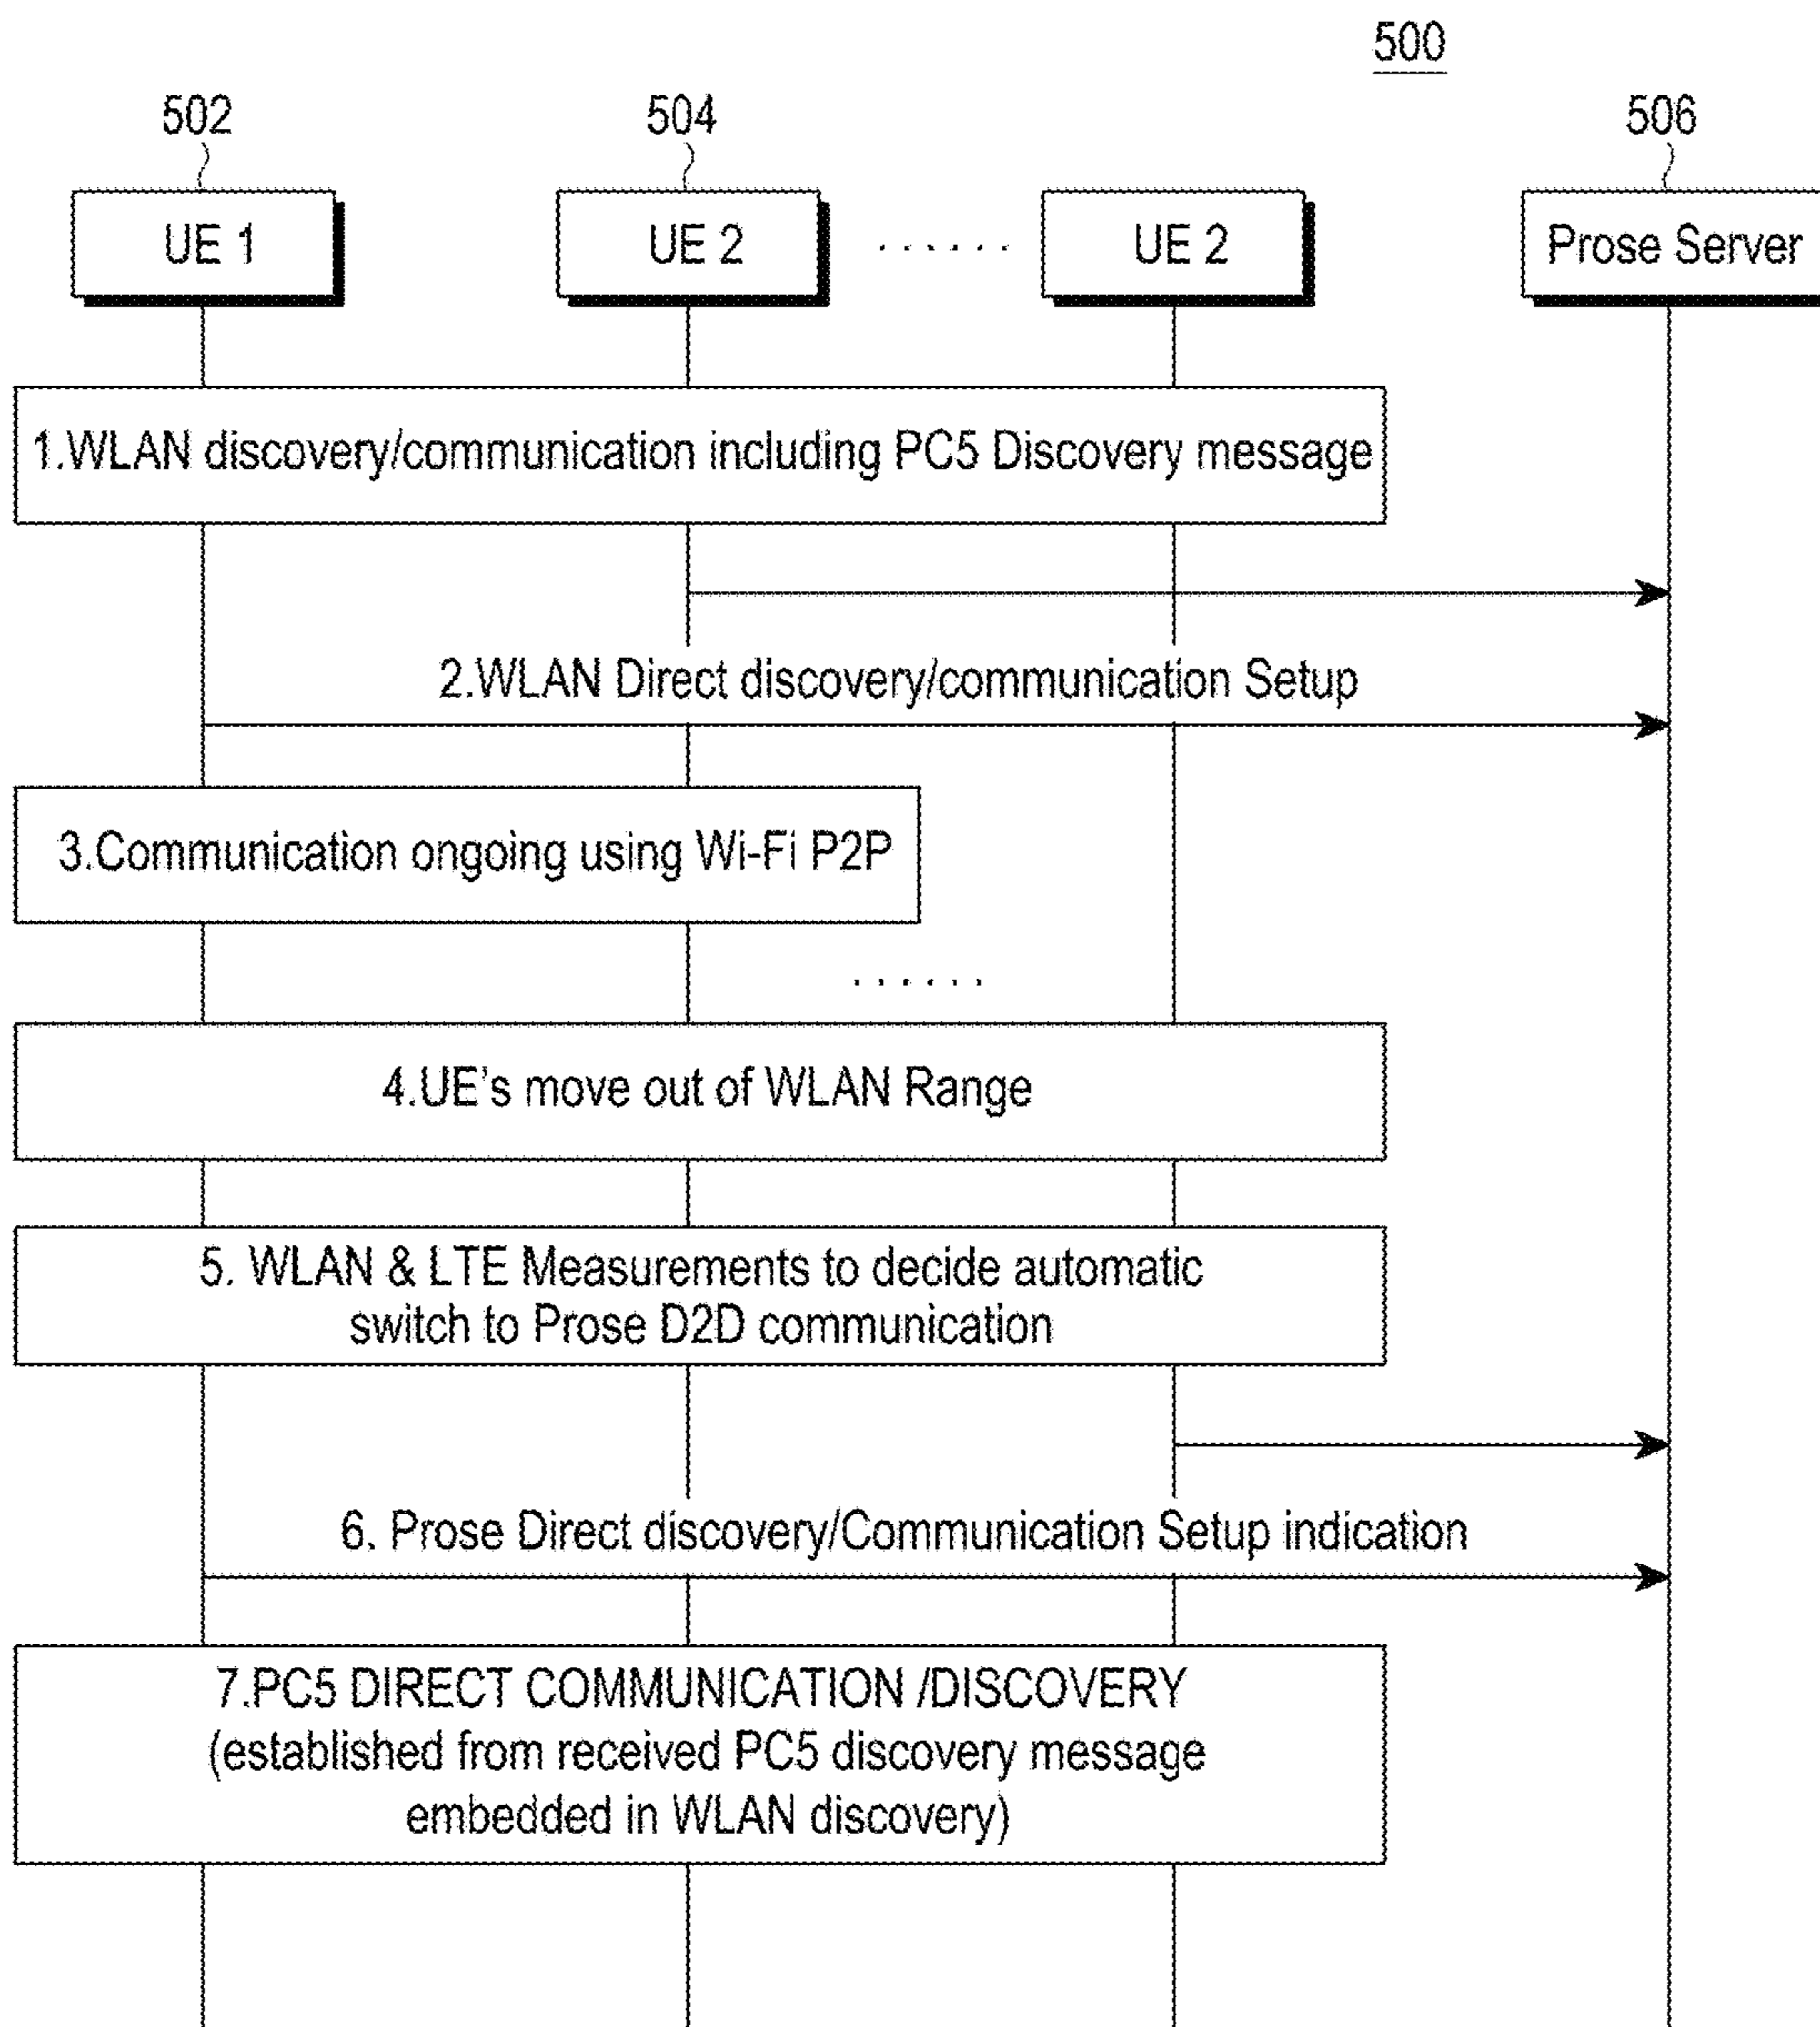 500
502
504
506
UE 1
UE 2
......
UE 2
Prose Server
1.WLAN discovery/communication including PC5 Discovery message
2.WLAN Direct discovery/communication Setup
3.Communication ongoing using Wi-Fi P2P
......
4.UE's move out of WLAN Range
5. WLAN & LTE Measurements to decide automatic
switch to Prose D2D communication
6. Prose Direct discovery/Communication Setup indication
7.PC5 DIRECT COMMUNICATION /DISCOVERY
(established from received PC5 discovery message
embedded in WLAN discovery)